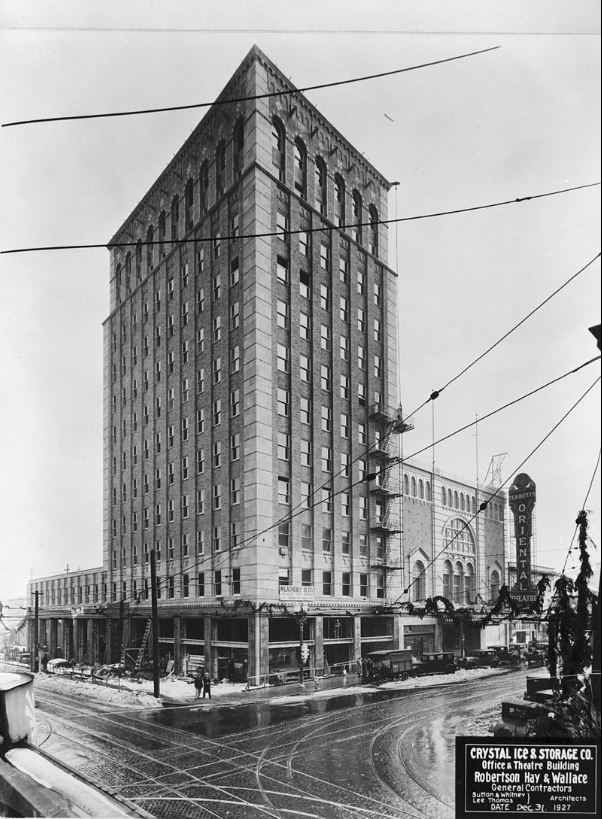 WEATHERLY BLDG
TEBBETTS
ORIENTAL
THEATRE
CRYSTAL ICE & STORAGE CO.
Office & Theatre Building
Robertson Hay & Wallace
General Contractors
Sutton & Whitney
Lee Thomas } Architects
DATE Dec. 31, 1927